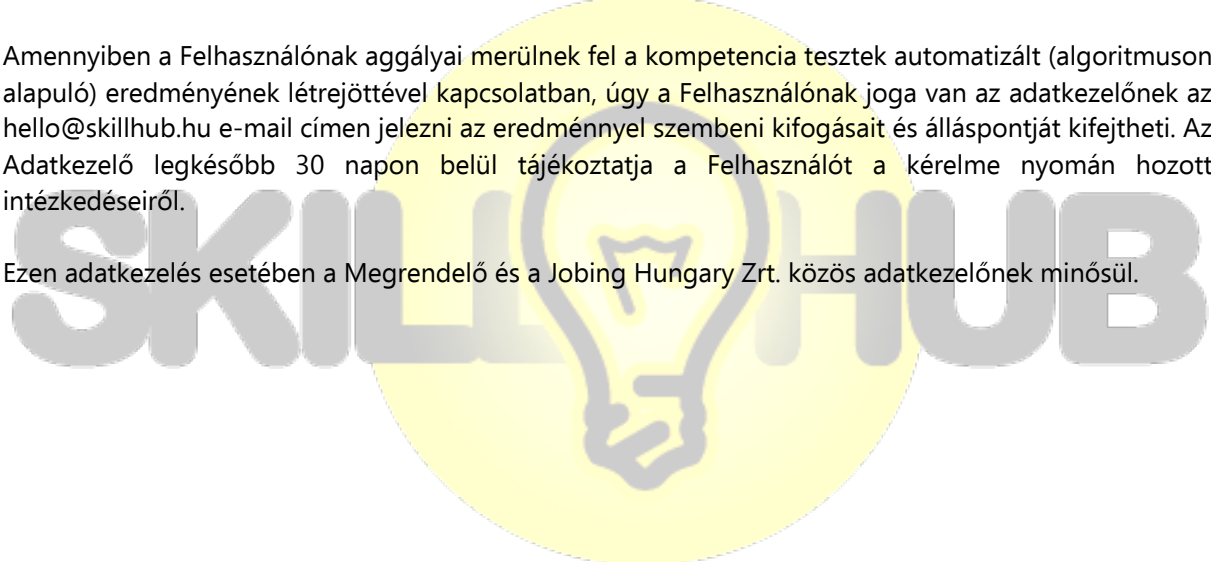 Amennyiben a Felhasználónak aggályai merülnek fel a kompetencia tesztek automatizált (algoritmuson
alapuló) eredményének létrejöttével kapcsolatban, úgy a Felhasználónak joga van az adatkezelőnek az
hello@skillhub.hu e-mail címen jelezni az eredménnyel szembeni kifogásait és álláspontját kifejtheti. Az
Adatkezelő legkésőbb 30 napon belül tájékoztatja a Felhasználót a kérelme nyomán hozott
intézkedéseiről.
Ezen adatkezelés esetében a Megrendelő és a Jobing Hungary Zrt. közös adatkezelőnek minősül.
SKILL HUB